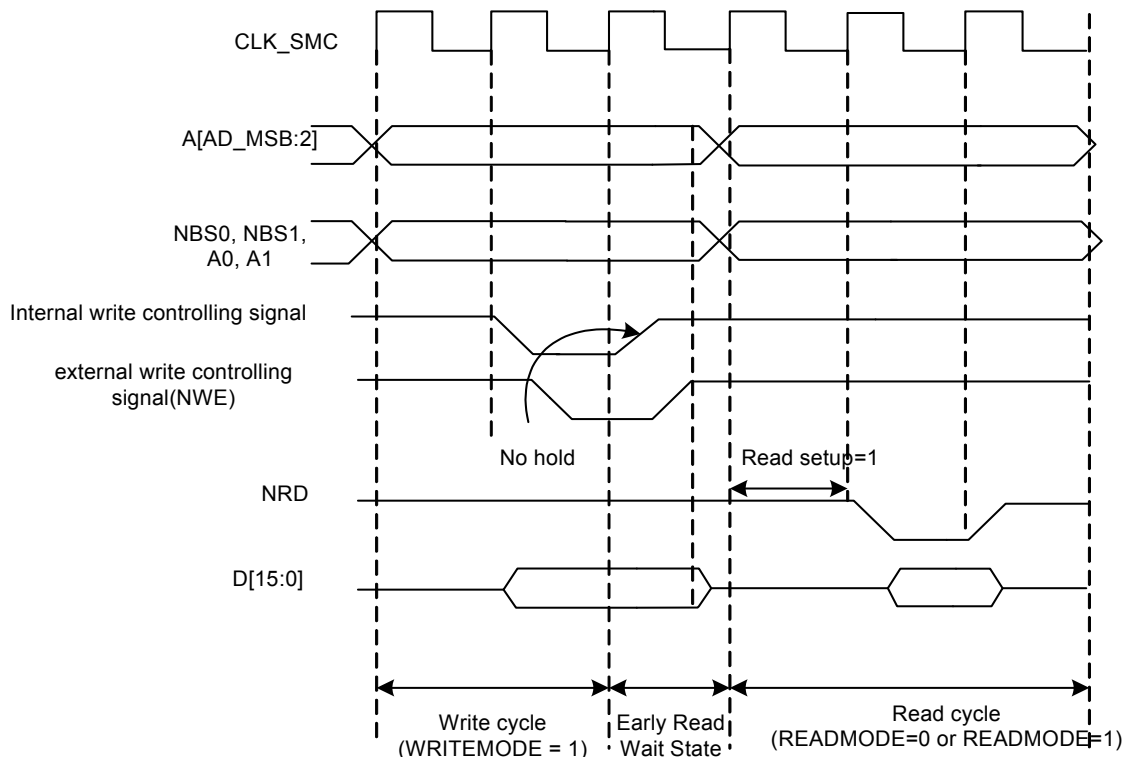 CLK_SMC
A[AD_MSB:2]
NBS0, NBS1,
A0, A1
Internal write controlling signal
external write controlling
signal(NWE)
No hold
Read setup=1
NRD
D[15:0]
Write cycle
(WRITEMODE = 1)
Early Read
Wait State
Read cycle
(READMODE=0 or READMODE=1)